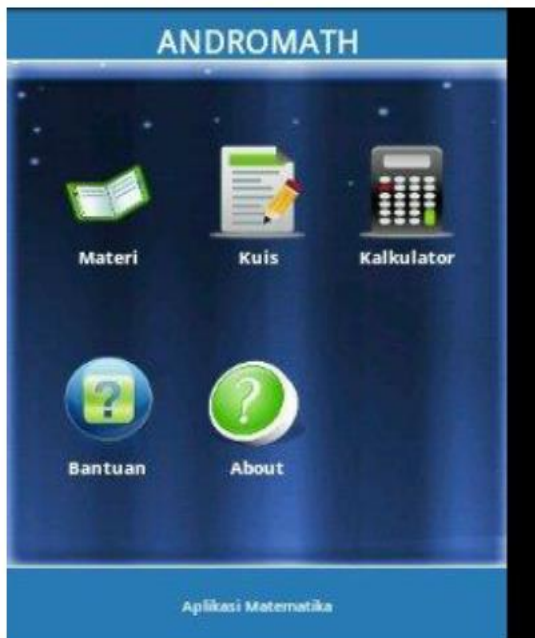 ANDROMATH
Materi Kuis Kalkulator
? ?
Bantuan About
Aplikasi Matematika